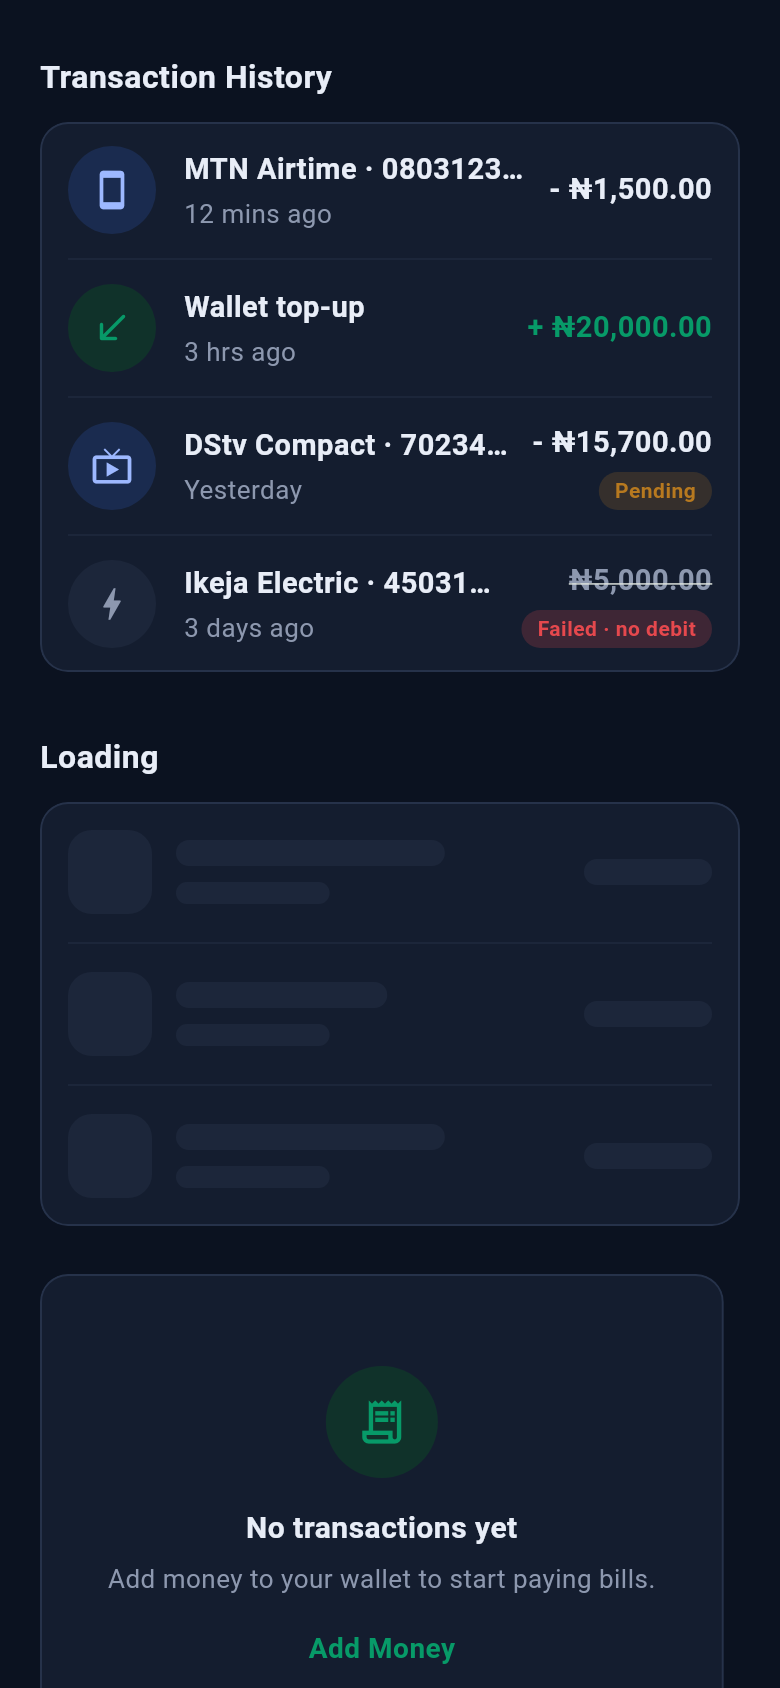 Transaction History
MTN Airtime · 0803123…
- ₦1,500.00
12 mins ago
Wallet top-up
+ ₦20,000.00
3 hrs ago
DStv Compact · 70234…
- ₦15,700.00
Yesterday
Pending
Ikeja Electric · 45031…
₦5,000.00
3 days ago
Failed · no debit
Loading
No transactions yet
Add money to your wallet to start paying bills.
Add Money